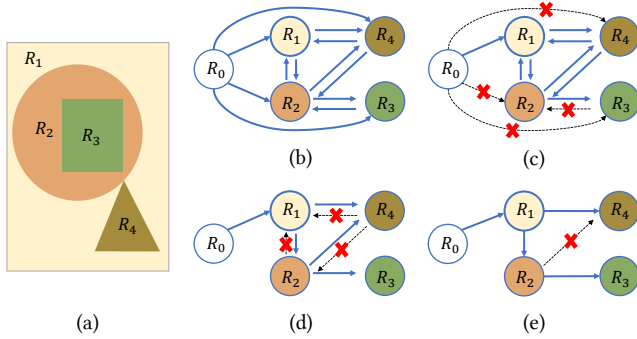 R₁
R₂
R₃
R₄
(a)
R₀
R₁
R₄
R₂
R₃
(b)
R₀
R₁
R₄
R₂
R₃
(c)
R₀
R₁
R₄
R₂
R₃
(d)
R₀
R₁
R₄
R₂
R₃
(e)